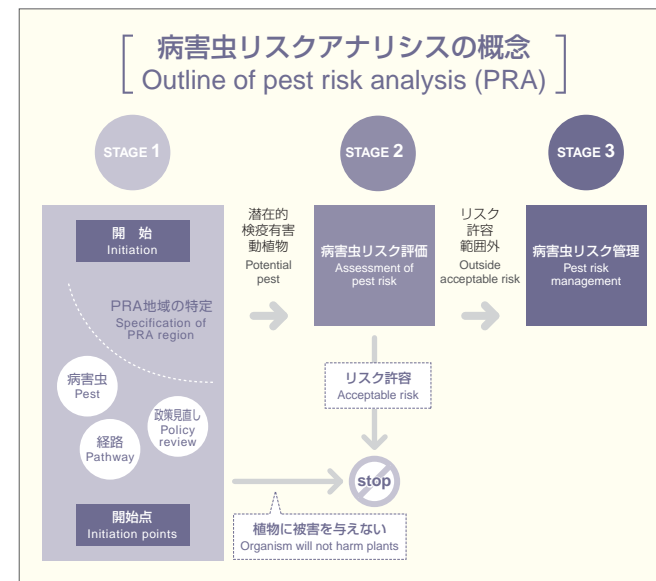 病害虫リスクアナリシスの概念
Outline of pest risk analysis (PRA)
STAGE 1
STAGE 2
STAGE 3
開　始
Initiation
PRA地域の特定
Specification of
PRA region
病害虫
Pest
政策見直し
Policy
review
経路
Pathway
開始点
Initiation points
潜在的
検疫有害
動植物
Potential
pest
病害虫リスク評価
Assessment of
pest risk
リスク
許容
範囲外
Outside
acceptable risk
病害虫リスク管理
Pest risk
management
リスク許容
Acceptable risk
stop
植物に被害を与えない
Organism will not harm plants